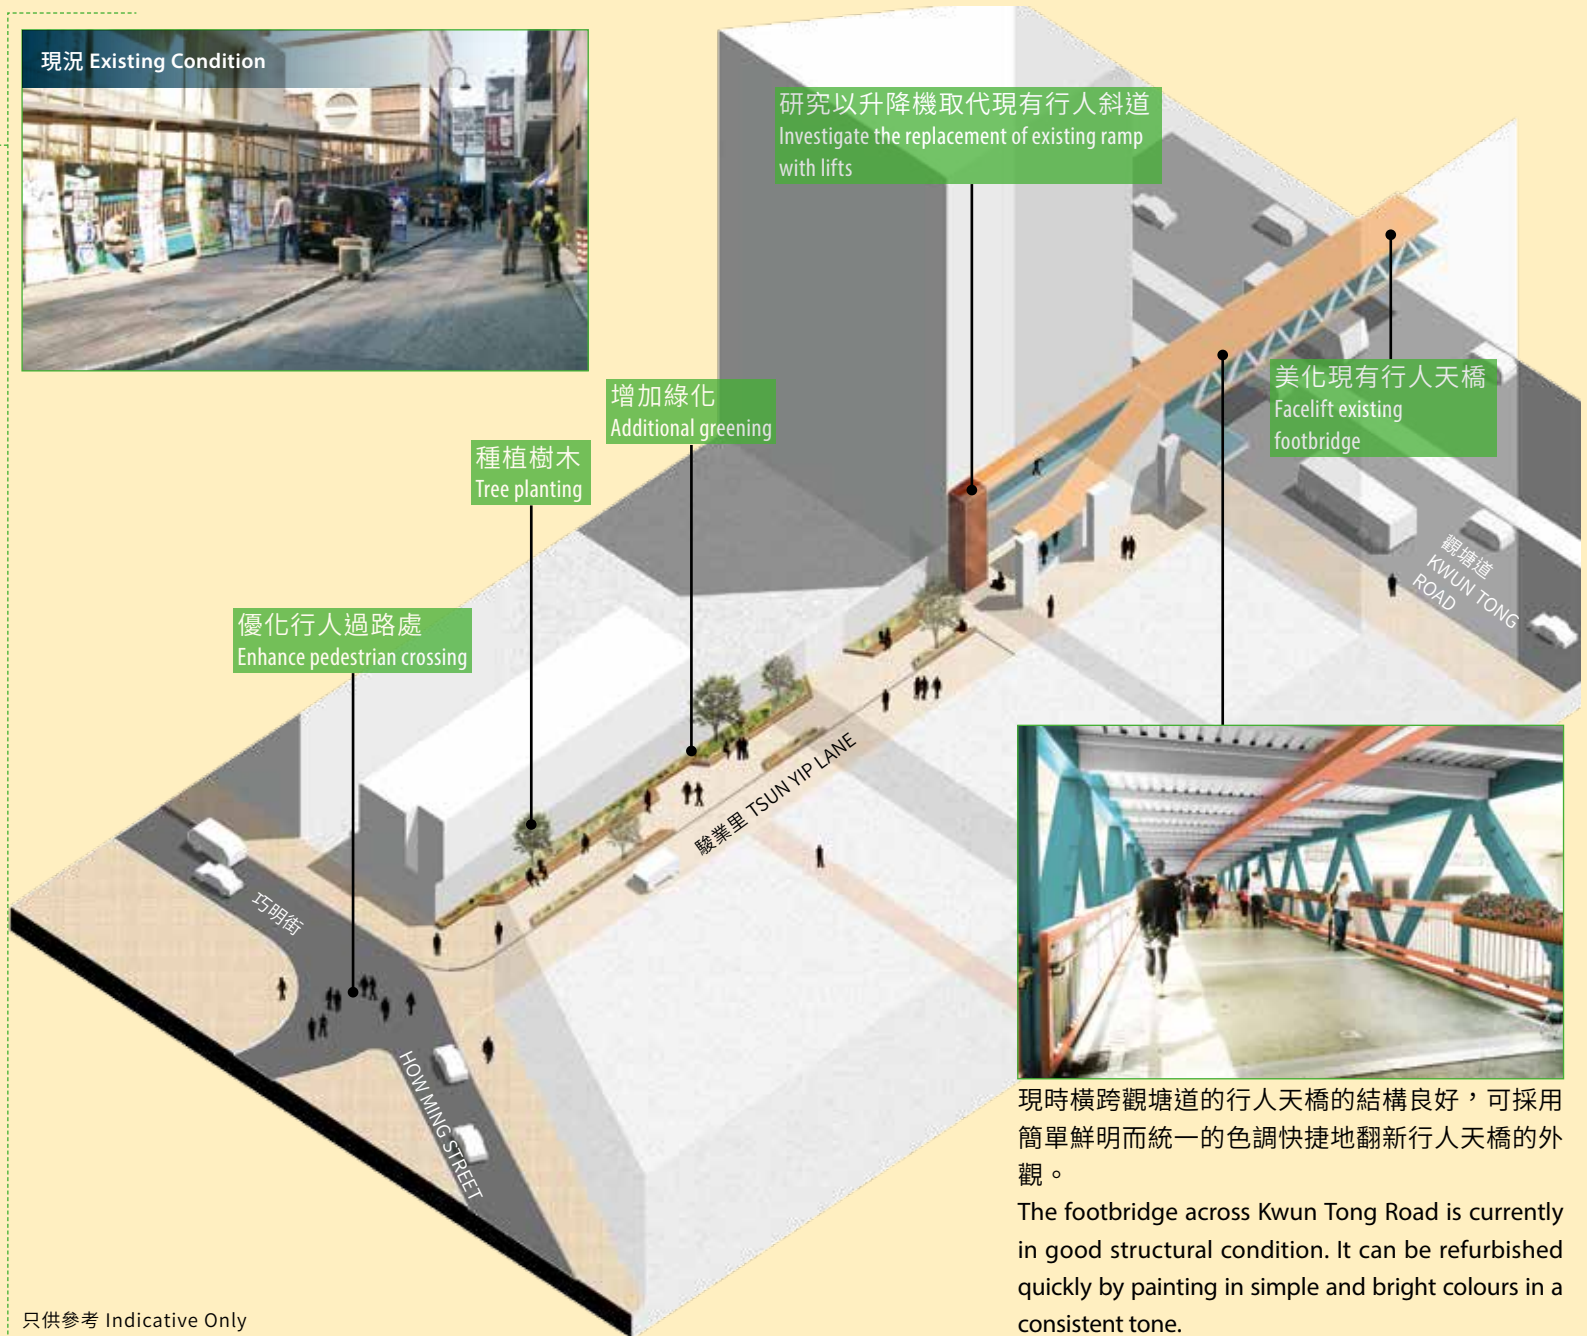 現況 Existing Condition
研究以升降機取代現有行人斜道
Investigate the replacement of existing ramp
with lifts
美化現有行人天橋
Facelift existing
footbridge
增加綠化
Additional greening
種植樹木
Tree planting
優化行人過路處
Enhance pedestrian crossing
觀塘道
KWUN TONG
ROAD
駿業里 TSUN YIP LANE
巧明街
HOW MING STREET
現時橫跨觀塘道的行人天橋的結構良好，可採用
簡單鮮明而統一的色調快捷地翻新行人天橋的外
觀。
The footbridge across Kwun Tong Road is currently
in good structural condition. It can be refurbished
quickly by painting in simple and bright colours in a
consistent tone.
只供參考 Indicative Only